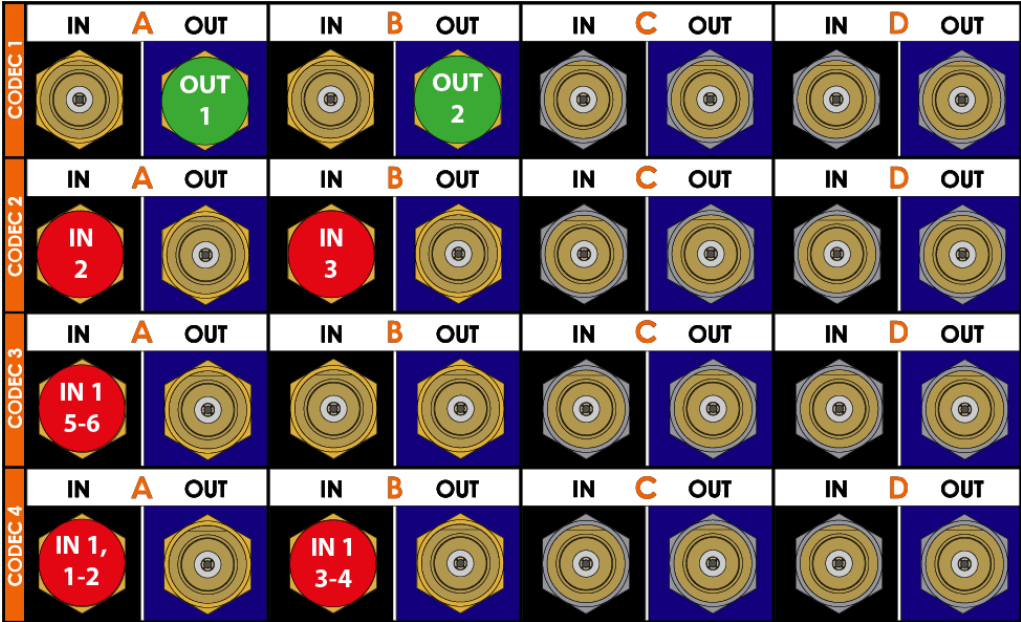 CODEC 1
IN A OUT IN B OUT IN C OUT IN D OUT
OUT
1
OUT
2
CODEC 2
IN A OUT IN B OUT IN C OUT IN D OUT
IN
2
IN
3
CODEC 3
IN A OUT IN B OUT IN C OUT IN D OUT
IN 1
5-6
CODEC 4
IN A OUT IN B OUT IN C OUT IN D OUT
IN 1,
1-2
IN 1
3-4